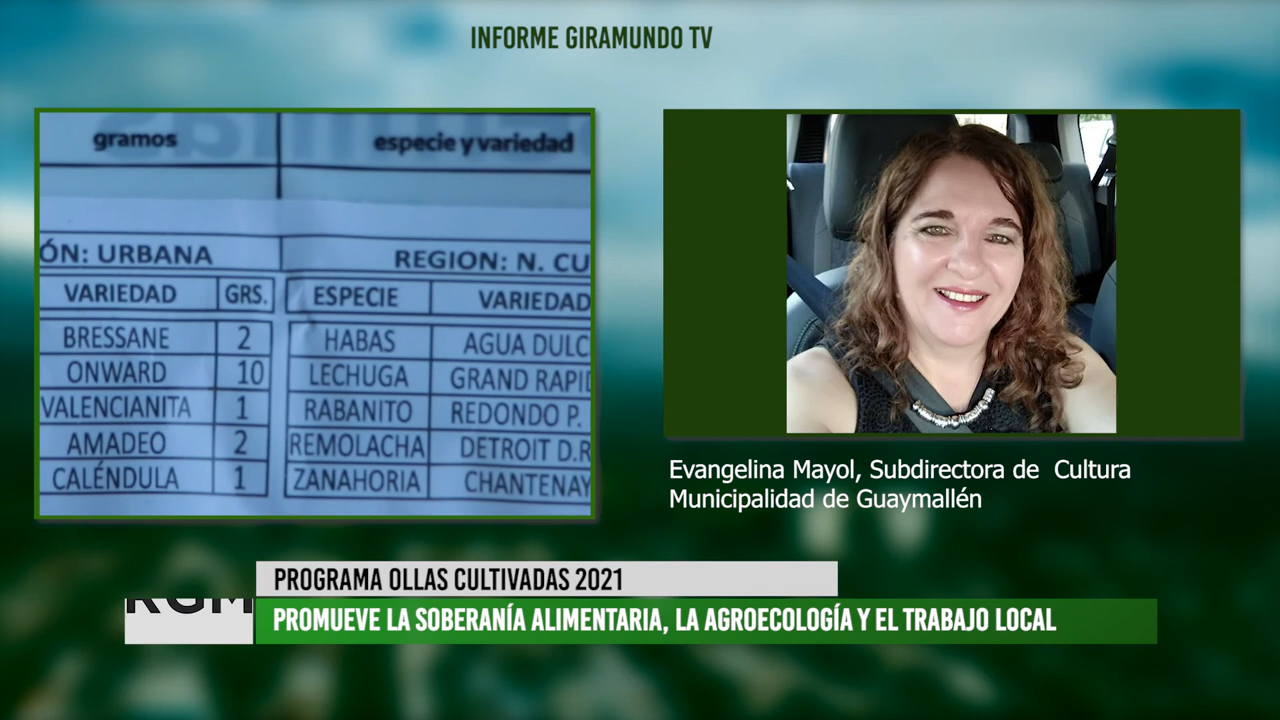 INFORME GIRAMUNDO TV
gramos
especie y variedad
ÓN: URBANA
REGION: N. CU
VARIEDAD GRS. ESPECIE VARIEDAD
BRESSANE 2 HABAS AGUA DULC
ONWARD 10 LECHUGA GRAND RAPI
VALENCIANITA 1 RABANITO REDONDO P.
AMADEO 2 REMOLACHA DETROIT D.R
CALÉNDULA 1 ZANAHORIA CHANTENAY
Evangelina Mayol, Subdirectora de Cultura
Municipalidad de Guaymallén
PROGRAMA OLLAS CULTIVADAS 2021
RGM
PROMUEVE LA SOBERANÍA ALIMENTARIA, LA AGROECOLOGÍA Y EL TRABAJO LOCAL